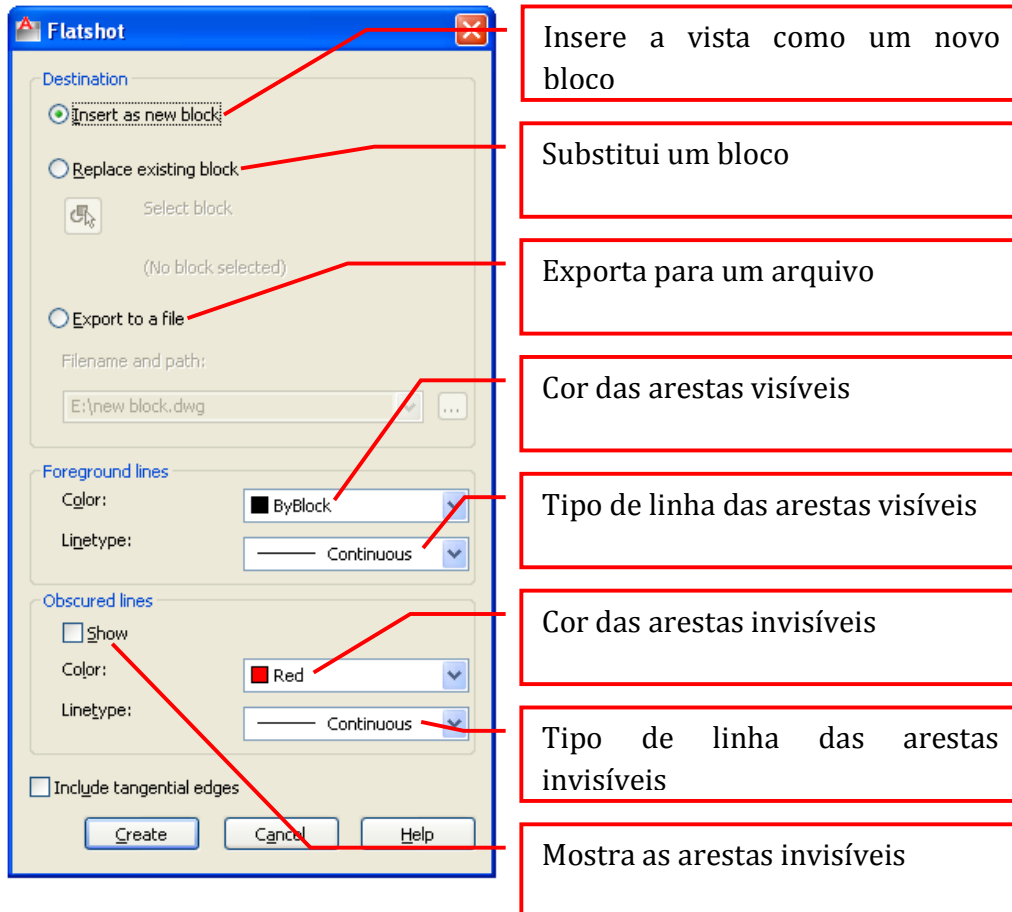 Flatshot
Destination
Insert as new block
Replace existing block
Select block
(No block selected)
Export to a file
Filename and path:
E:\new block.dwg
...
Foreground lines
Color:
ByBlock
Linetype:
Continuous
Obscured lines
Show
Color:
Red
Linetype:
Continuous
Include tangential edges
Create
Cancel
Help
Insere a vista como um novo
bloco
Substitui um bloco
Exporta para um arquivo
Cor das arestas visíveis
Tipo de linha das arestas visíveis
Cor das arestas invisíveis
Tipo de linha das arestas
invisíveis
Mostra as arestas invisíveis